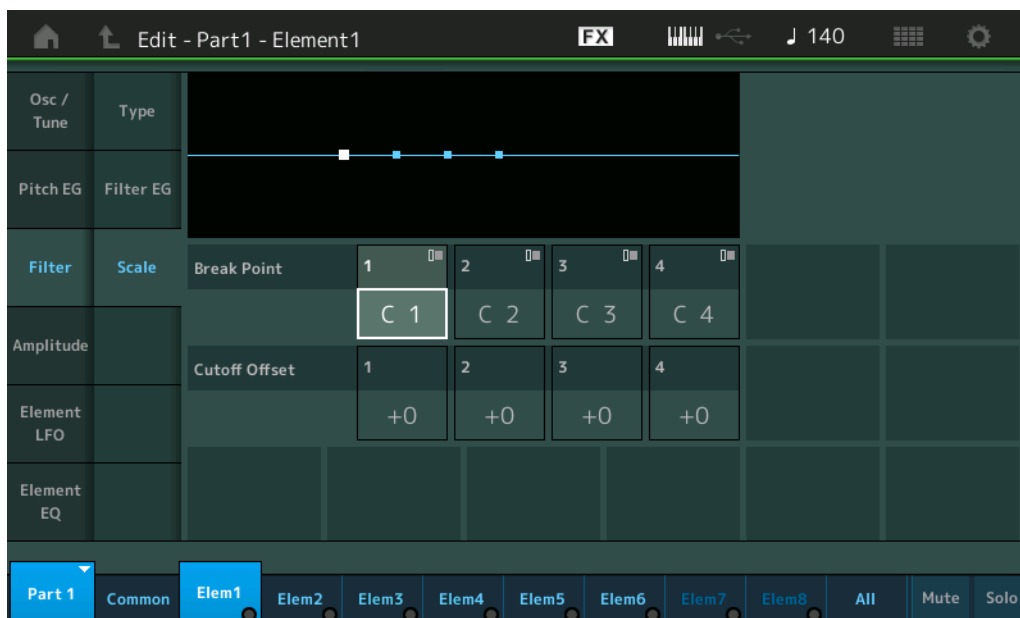 Edit - Part1 - Element1 FX ♩ 140
Osc /
Tune
Type
Pitch EG
Filter EG
Filter
Scale
Break Point 1 2 3 4
C 1 C 2 C 3 C 4
Amplitude
Cutoff Offset 1 2 3 4
+0 +0 +0 +0
Element
LFO
Element
EQ
Part 1 Common Elem1 Elem2 Elem3 Elem4 Elem5 Elem6 Elem7 Elem8 All Mute Solo